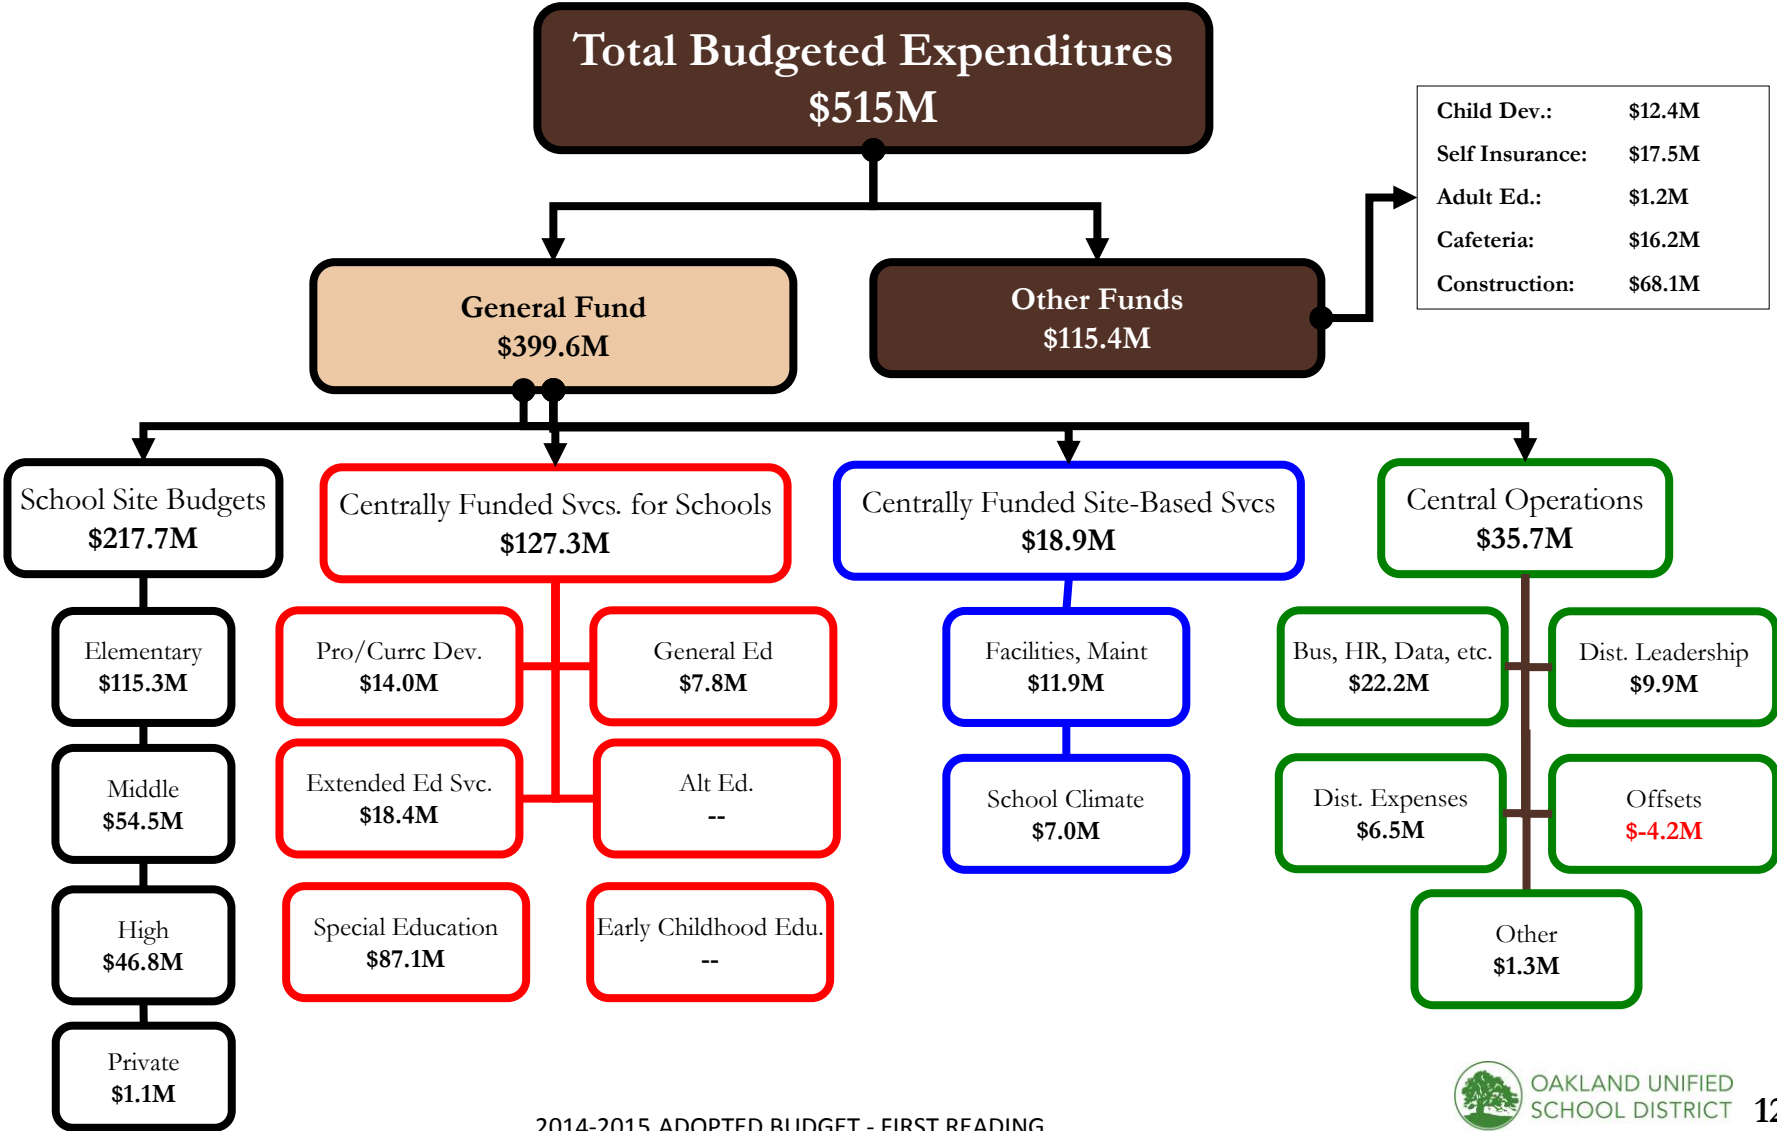 Total Budgeted Expenditures
$515M
Child Dev.: $12.4M
Self Insurance: $17.5M
Adult Ed.: $1.2M
Cafeteria: $16.2M
Construction: $68.1M
General Fund
$399.6M
Other Funds
$115.4M
School Site Budgets
$217.7M
Elementary
$115.3M
Middle
$54.5M
High
$46.8M
Private
$1.1M
Centrally Funded Svcs. for Schools
$127.3M
Pro/Currc Dev.
$14.0M
General Ed
$7.8M
Extended Ed Svc.
$18.4M
Alt Ed.
--
Special Education
$87.1M
Early Childhood Edu.
--
Centrally Funded Site-Based Svcs
$18.9M
Facilities, Maint
$11.9M
School Climate
$7.0M
Central Operations
$35.7M
Bus, HR, Data, etc.
$22.2M
Dist. Leadership
$9.9M
Dist. Expenses
$6.5M
Offsets
$-4.2M
Other
$1.3M
2014-2015 ADOPTED BUDGET - FIRST READING
OAKLAND UNIFIED
SCHOOL DISTRICT
12